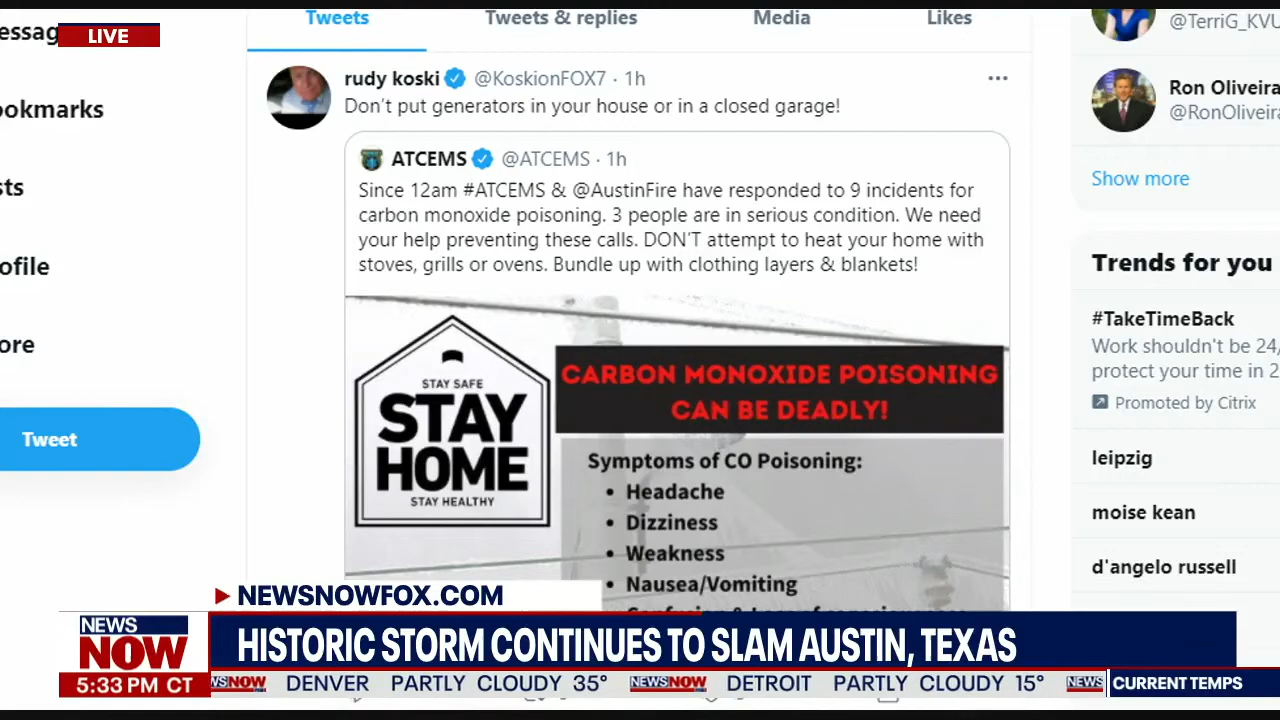 Tweets
Tweets & replies
Media
Likes
essag
LIVE
ookmarks
sts
ofile
ore
Tweet
rudy koski @KoskionFOX7 · 1h
Don't put generators in your house or in a closed garage!
ATCEMS @ATCEMS · 1h
Since 12am #ATCEMS & @AustinFire have responded to 9 incidents for
carbon monoxide poisoning. 3 people are in serious condition. We need
your help preventing these calls. DON'T attempt to heat your home with
stoves, grills or ovens. Bundle up with clothing layers & blankets!
STAY SAFE
STAY
HOME
STAY HEALTHY
CARBON MONOXIDE POISONING
CAN BE DEADLY!
Symptoms of CO Poisoning:
• Headache
• Dizziness
• Weakness
• Nausea/Vomiting
@TerriG_KVU
Ron Oliveira
@RonOliveira
Show more
Trends for you
#TakeTimeBack
Work shouldn't be 24/
protect your time in 2
Promoted by Citrix
leipzig
moise kean
d'angelo russell
NEWSNOWFOX.COM
NEWS
NOW
HISTORIC STORM CONTINUES TO SLAM AUSTIN, TEXAS
5:33 PM CT
WSNOW DENVER PARTLY CLOUDY 35° NEWSNOW DETROIT PARTLY CLOUDY 15° NEWS CURRENT TEMPS